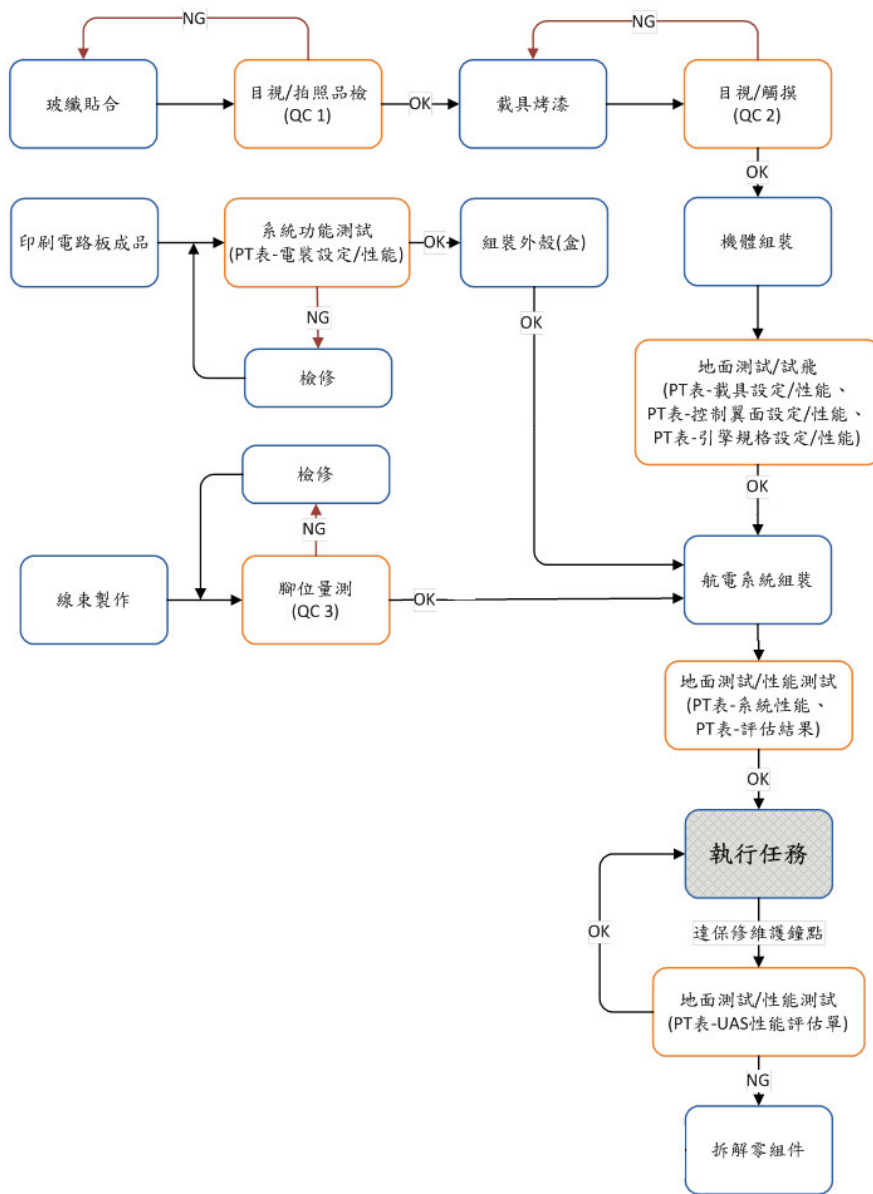 NG
NG
玻纖貼合
目視/拍照品檢
(QC 1)
OK
載具烤漆
目視/觸摸
(QC 2)
OK
印刷電路板成品
系統功能測試
(PT表-電裝設定/性能)
OK
組裝外殼(盒)
機體組裝
NG
OK
檢修
地面測試/試飛
(PT表-載具設定/性能、
PT表-控制翼面設定/性能、
PT表-引擎規格設定/性能)
檢修
OK
NG
線束製作
腳位量測
(QC 3)
OK
航電系統組裝
地面測試/性能測試
(PT表-系統性能、
PT表-評估結果)
OK
執行任務
OK
達保修維護鐘點
地面測試/性能測試
(PT表-UAS性能評估單)
NG
拆解零組件